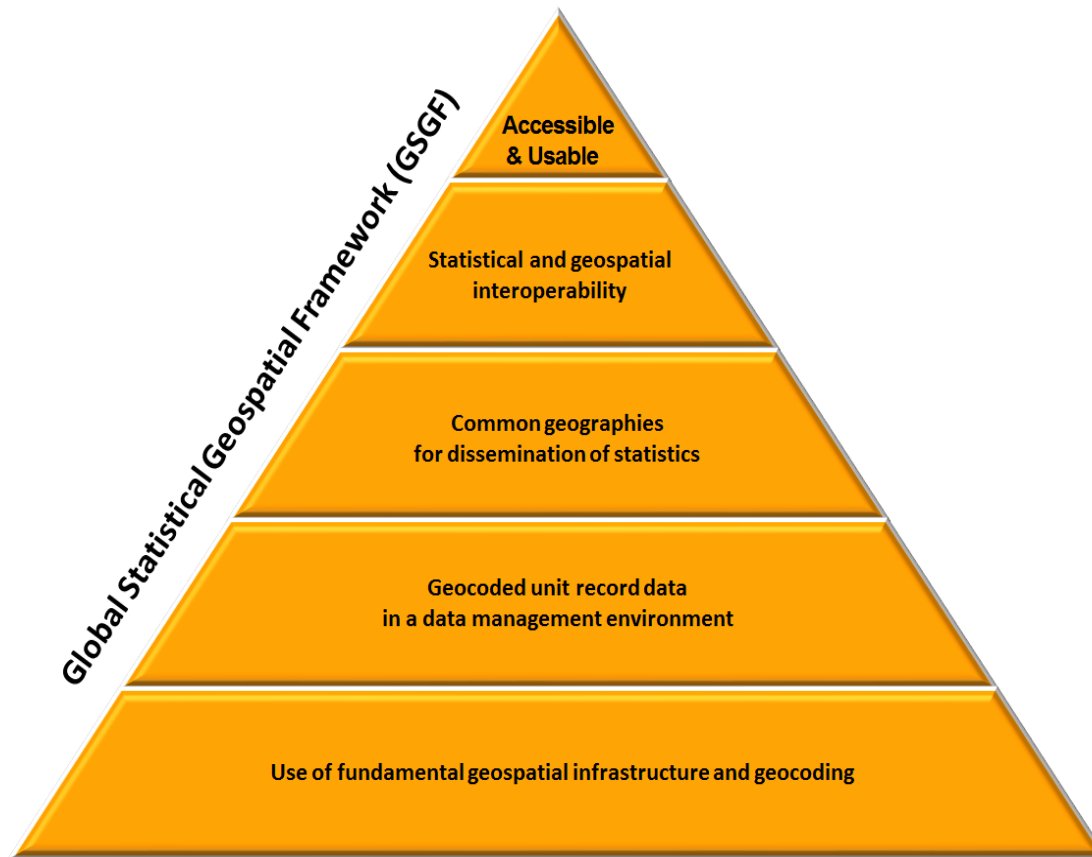 Global Statistical Geospatial Framework (GSGF)
Accessible
& Usable
Statistical and geospatial
interoperability
Common geographies
for dissemination of statistics
Geocoded unit record data
in a data management environment
Use of fundamental geospatial infrastructure and geocoding